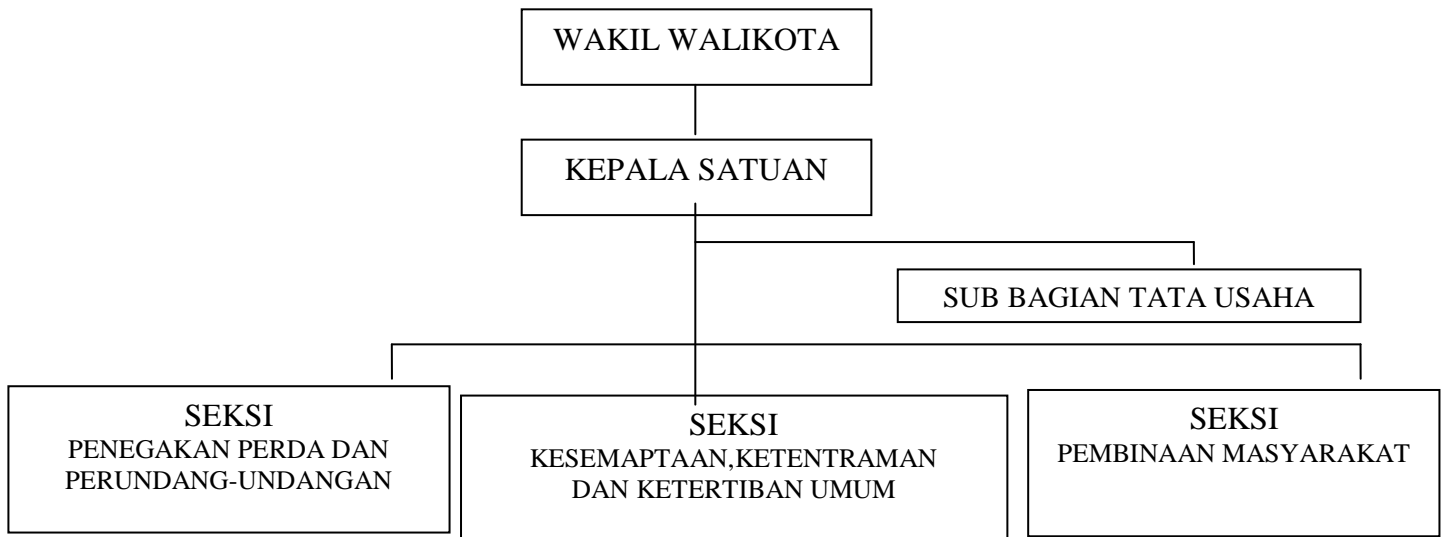 WAKIL WALIKOTA
KEPALA SATUAN
SUB BAGIAN TATA USAHA
SEKSI
PENEGAKAN PERDA DAN
PERUNDANG-UNDANGAN
SEKSI
KESEMAPTAAN,KETENTRAMAN
DAN KETERTIBAN UMUM
SEKSI
PEMBINAAN MASYARAKAT